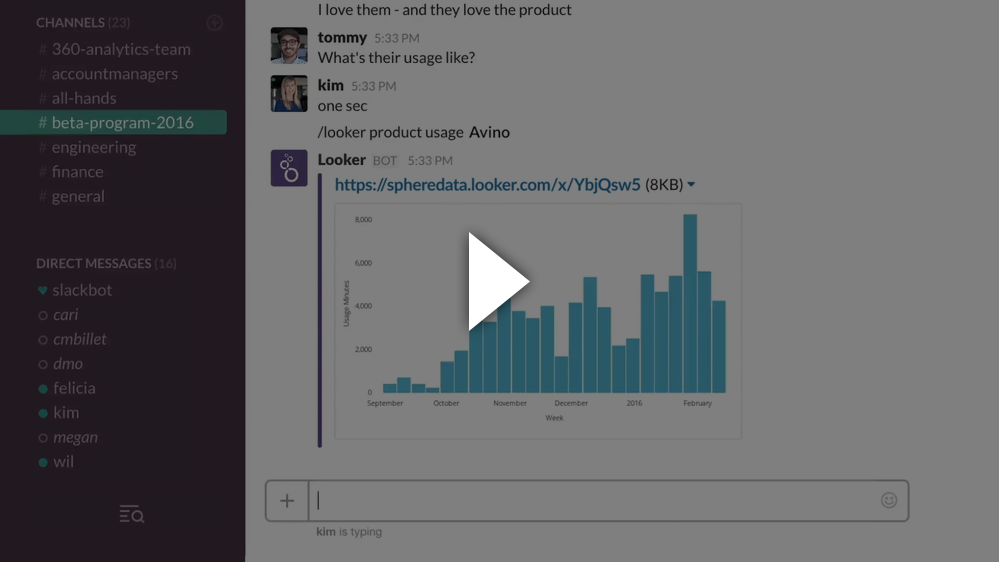 CHANNELS (23)
# 360-analytics-team
# accountmanagers
# all-hands
# beta-program-2016
# engineering
# finance
# general
DIRECT MESSAGES (16)
slackbot
cari
cmbillet
dmo
felicia
kim
megan
wil
I love them - and they love the product
tommy 5:33 PM
What's their usage like?
kim 5:33 PM
one sec
/looker product usage Avino
Looker BOT 5:33 PM
https://spheredata.looker.com/x/YbjQsw5 (8KB)
8,000
6,000
4,000
2,000
0
Usage Minutes
September October November December 2016 February
Week
kim is typing